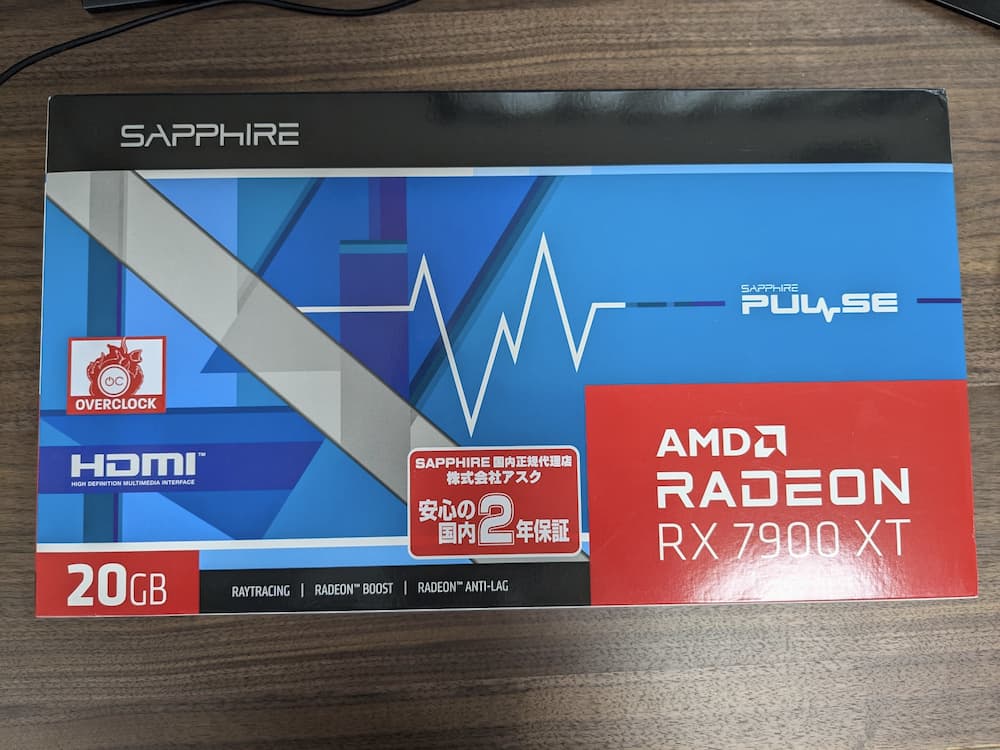 SAPPHIRE
SAPPHIRE
PULSE
OC
OVERCLOCK
HDMI™
HIGH DEFINITION MULTIMEDIA INTERFACE
SAPPHIRE 国内正規代理店
株式会社アスク
安心の
国内2年保証
AMD
RADEON
RX 7900 XT
20GB
RAYTRACING | RADEON™ BOOST | RADEON™ ANTI-LAG